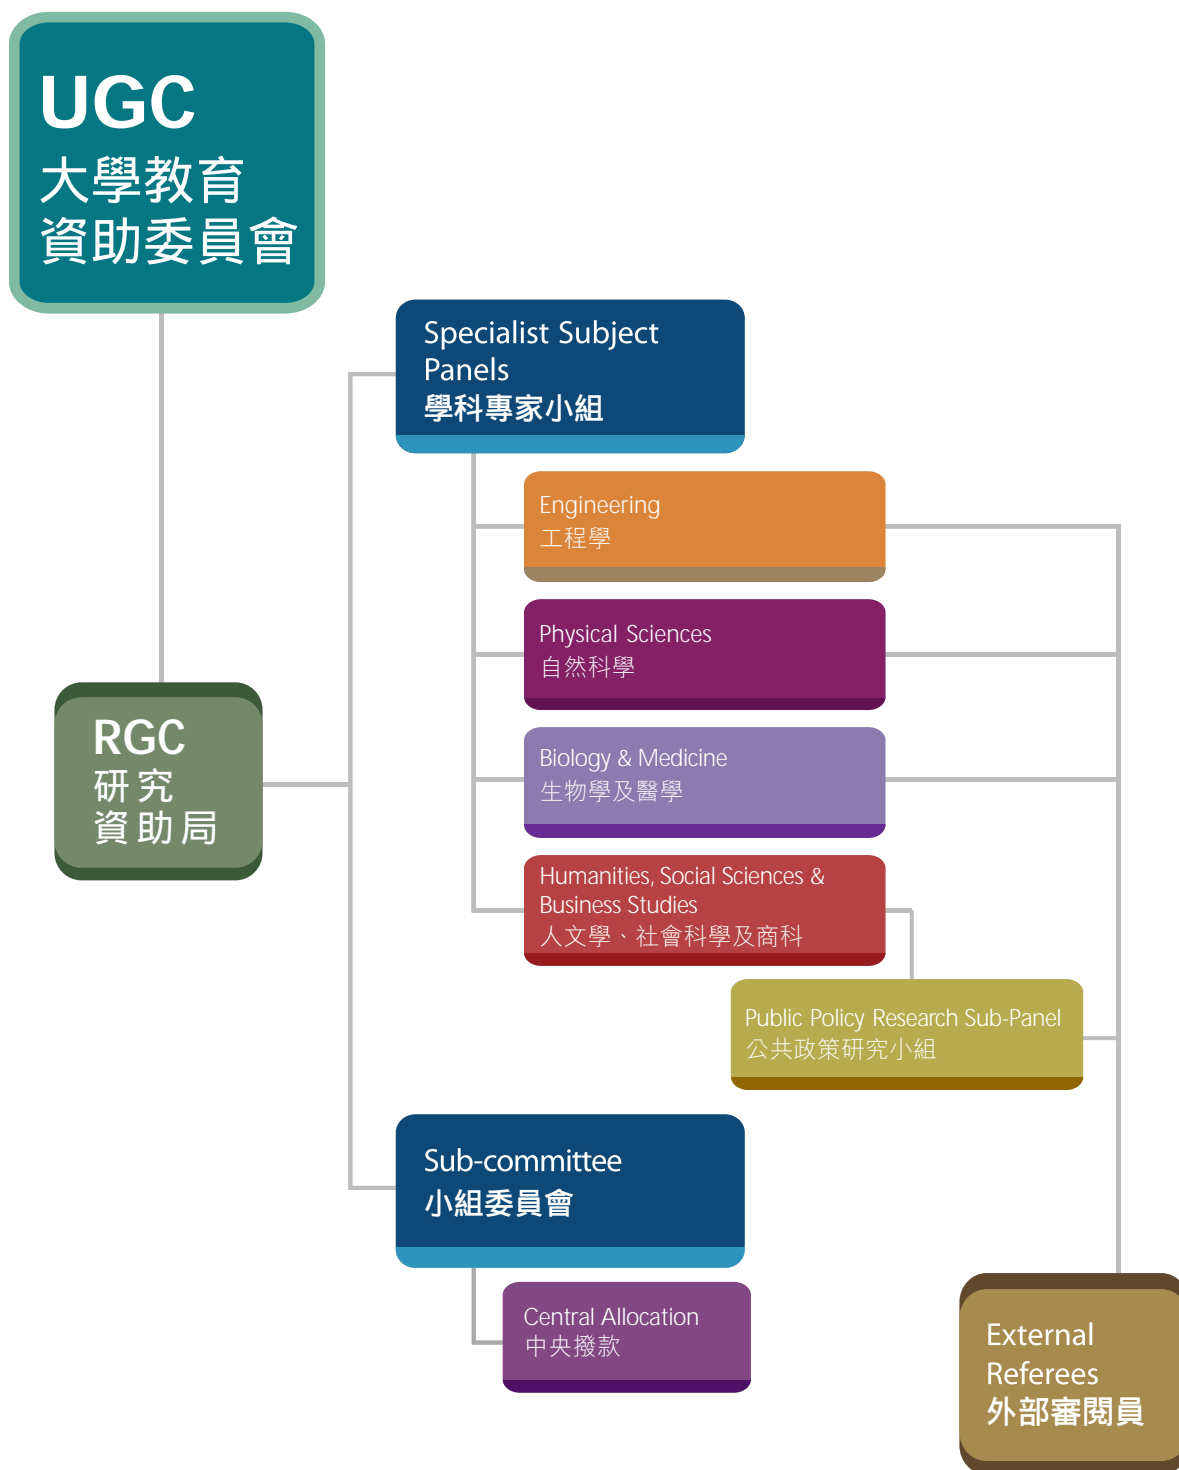 UGC
大學教育
資助委員會
Specialist Subject
Panels
學科專家小組
Engineering
工程學
Physical Sciences
自然科學
RGC
研究
資助局
Biology & Medicine
生物學及醫學
Humanities, Social Sciences &
Business Studies
人文學、社會科學及商科
Public Policy Research Sub-Panel
公共政策研究小組
Sub-committee
小組委員會
Central Allocation
中央撥款
External
Referees
外部審閱員